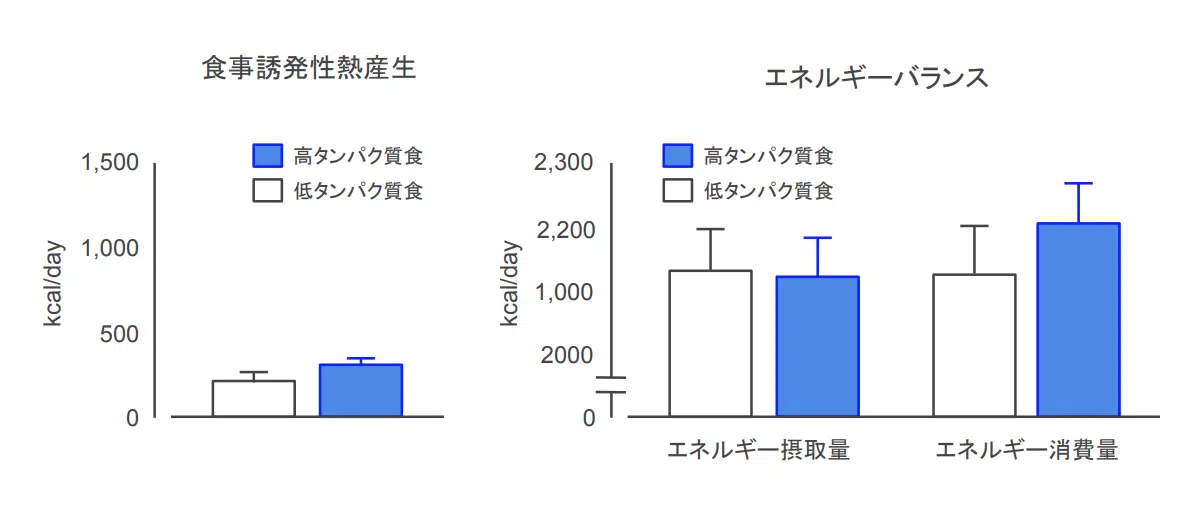 食事誘発性熱産生
高タンパク質食
低タンパク質食
1,500
1,000
500
0
kcal/day
エネルギーバランス
高タンパク質食
低タンパク質食
2,300
2,200
1,000
2000
0
kcal/day
エネルギー摂取量
エネルギー消費量